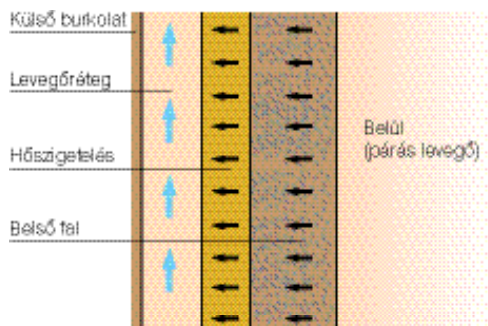 Külső burkolat
Levegőréteg
Hőszigetelés
Belső fal
Belül
(párás levegő)